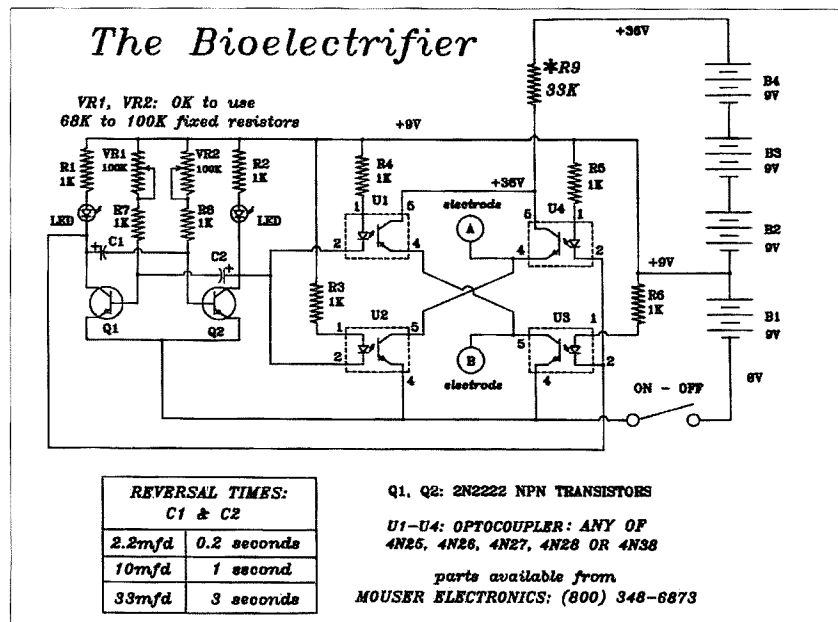 The Bioelectrifier
VR1, VR2: OK to use
68K to 100K fixed resistors
+36V
*R9
33K
B4
9V
+9V
R1
1K
VR1
100K
VR2
100K
R2
1K
R4
1K
R5
1K
B3
9V
U1
+36V
U4
LED
R7
1K
R8
1K
LED
electrode
A
B2
9V
1
5
2
4
5
1
4
2
C1
+
C2
+
+9V
R3
1K
R6
1K
B1
9V
Q1
Q2
U2
U3
1
5
2
4
5
1
2
4
B
electrode
0V
ON - OFF
REVERSAL TIMES:
C1 & C2
2.2mfd 0.2 seconds
10mfd 1 second
33mfd 3 seconds
Q1, Q2: 2N2222 NPN TRANSISTORS
U1-U4: OPTOCOUPLER: ANY OF
4N25, 4N26, 4N27, 4N28 OR 4N38
parts available from
MOUSER ELECTRONICS: (800) 348-6873